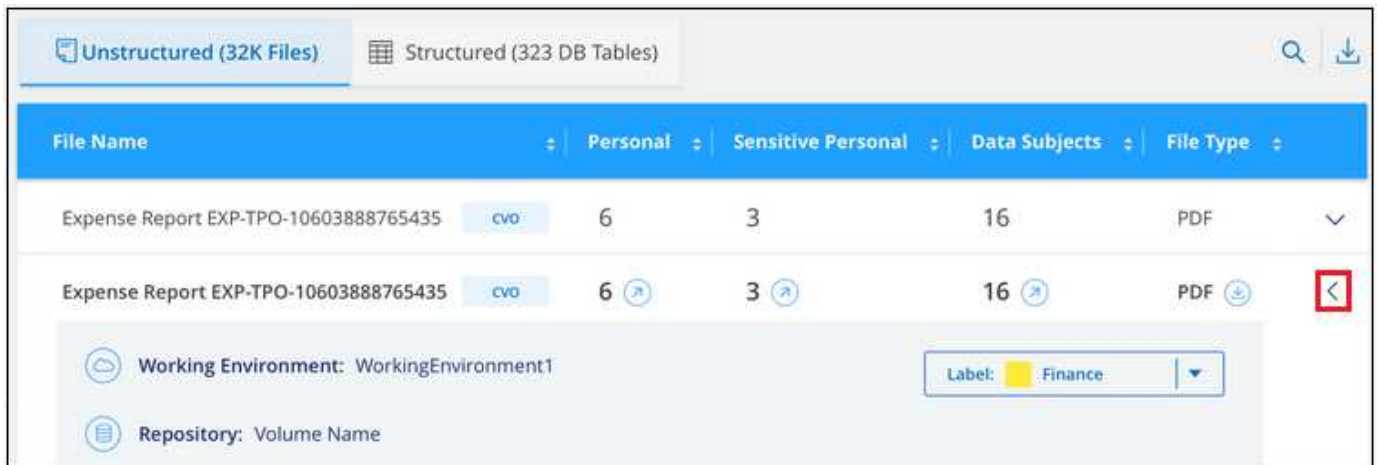 Unstructured (32K Files) Structured (323 DB Tables)
File Name Personal Sensitive Personal Data Subjects File Type
Expense Report EXP-TPO-10603888765435 CVO 6 3 16 PDF
Expense Report EXP-TPO-10603888765435 CVO 6 3 16 PDF
Working Environment: WorkingEnvironment1 Label: Finance
Repository: Volume Name